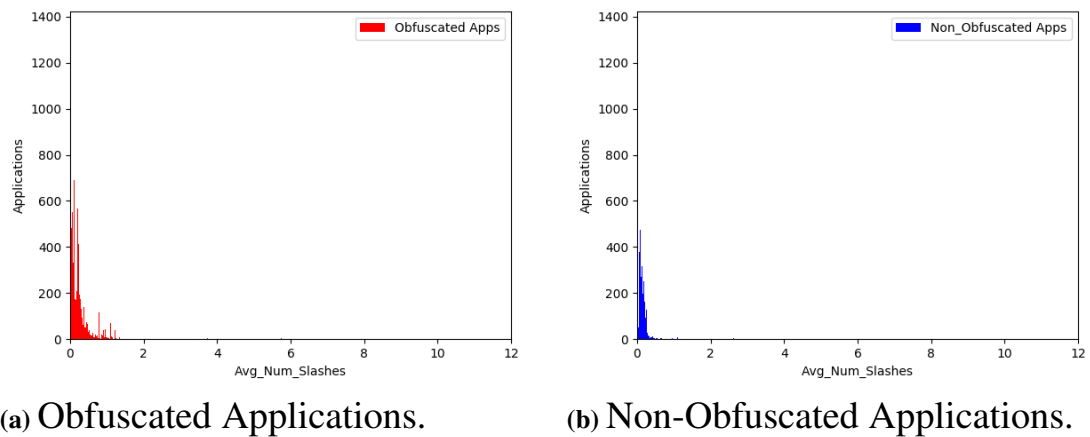 Obfuscated Apps
1400
1200
1000
800
600
400
200
0
Applications
0 2 4 6 8 10 12
Avg_Num_Slashes
(a) Obfuscated Applications.
Non_Obfuscated Apps
1400
1200
1000
800
600
400
200
0
Applications
0 2 4 6 8 10 12
Avg_Num_Slashes
(b) Non-Obfuscated Applications.